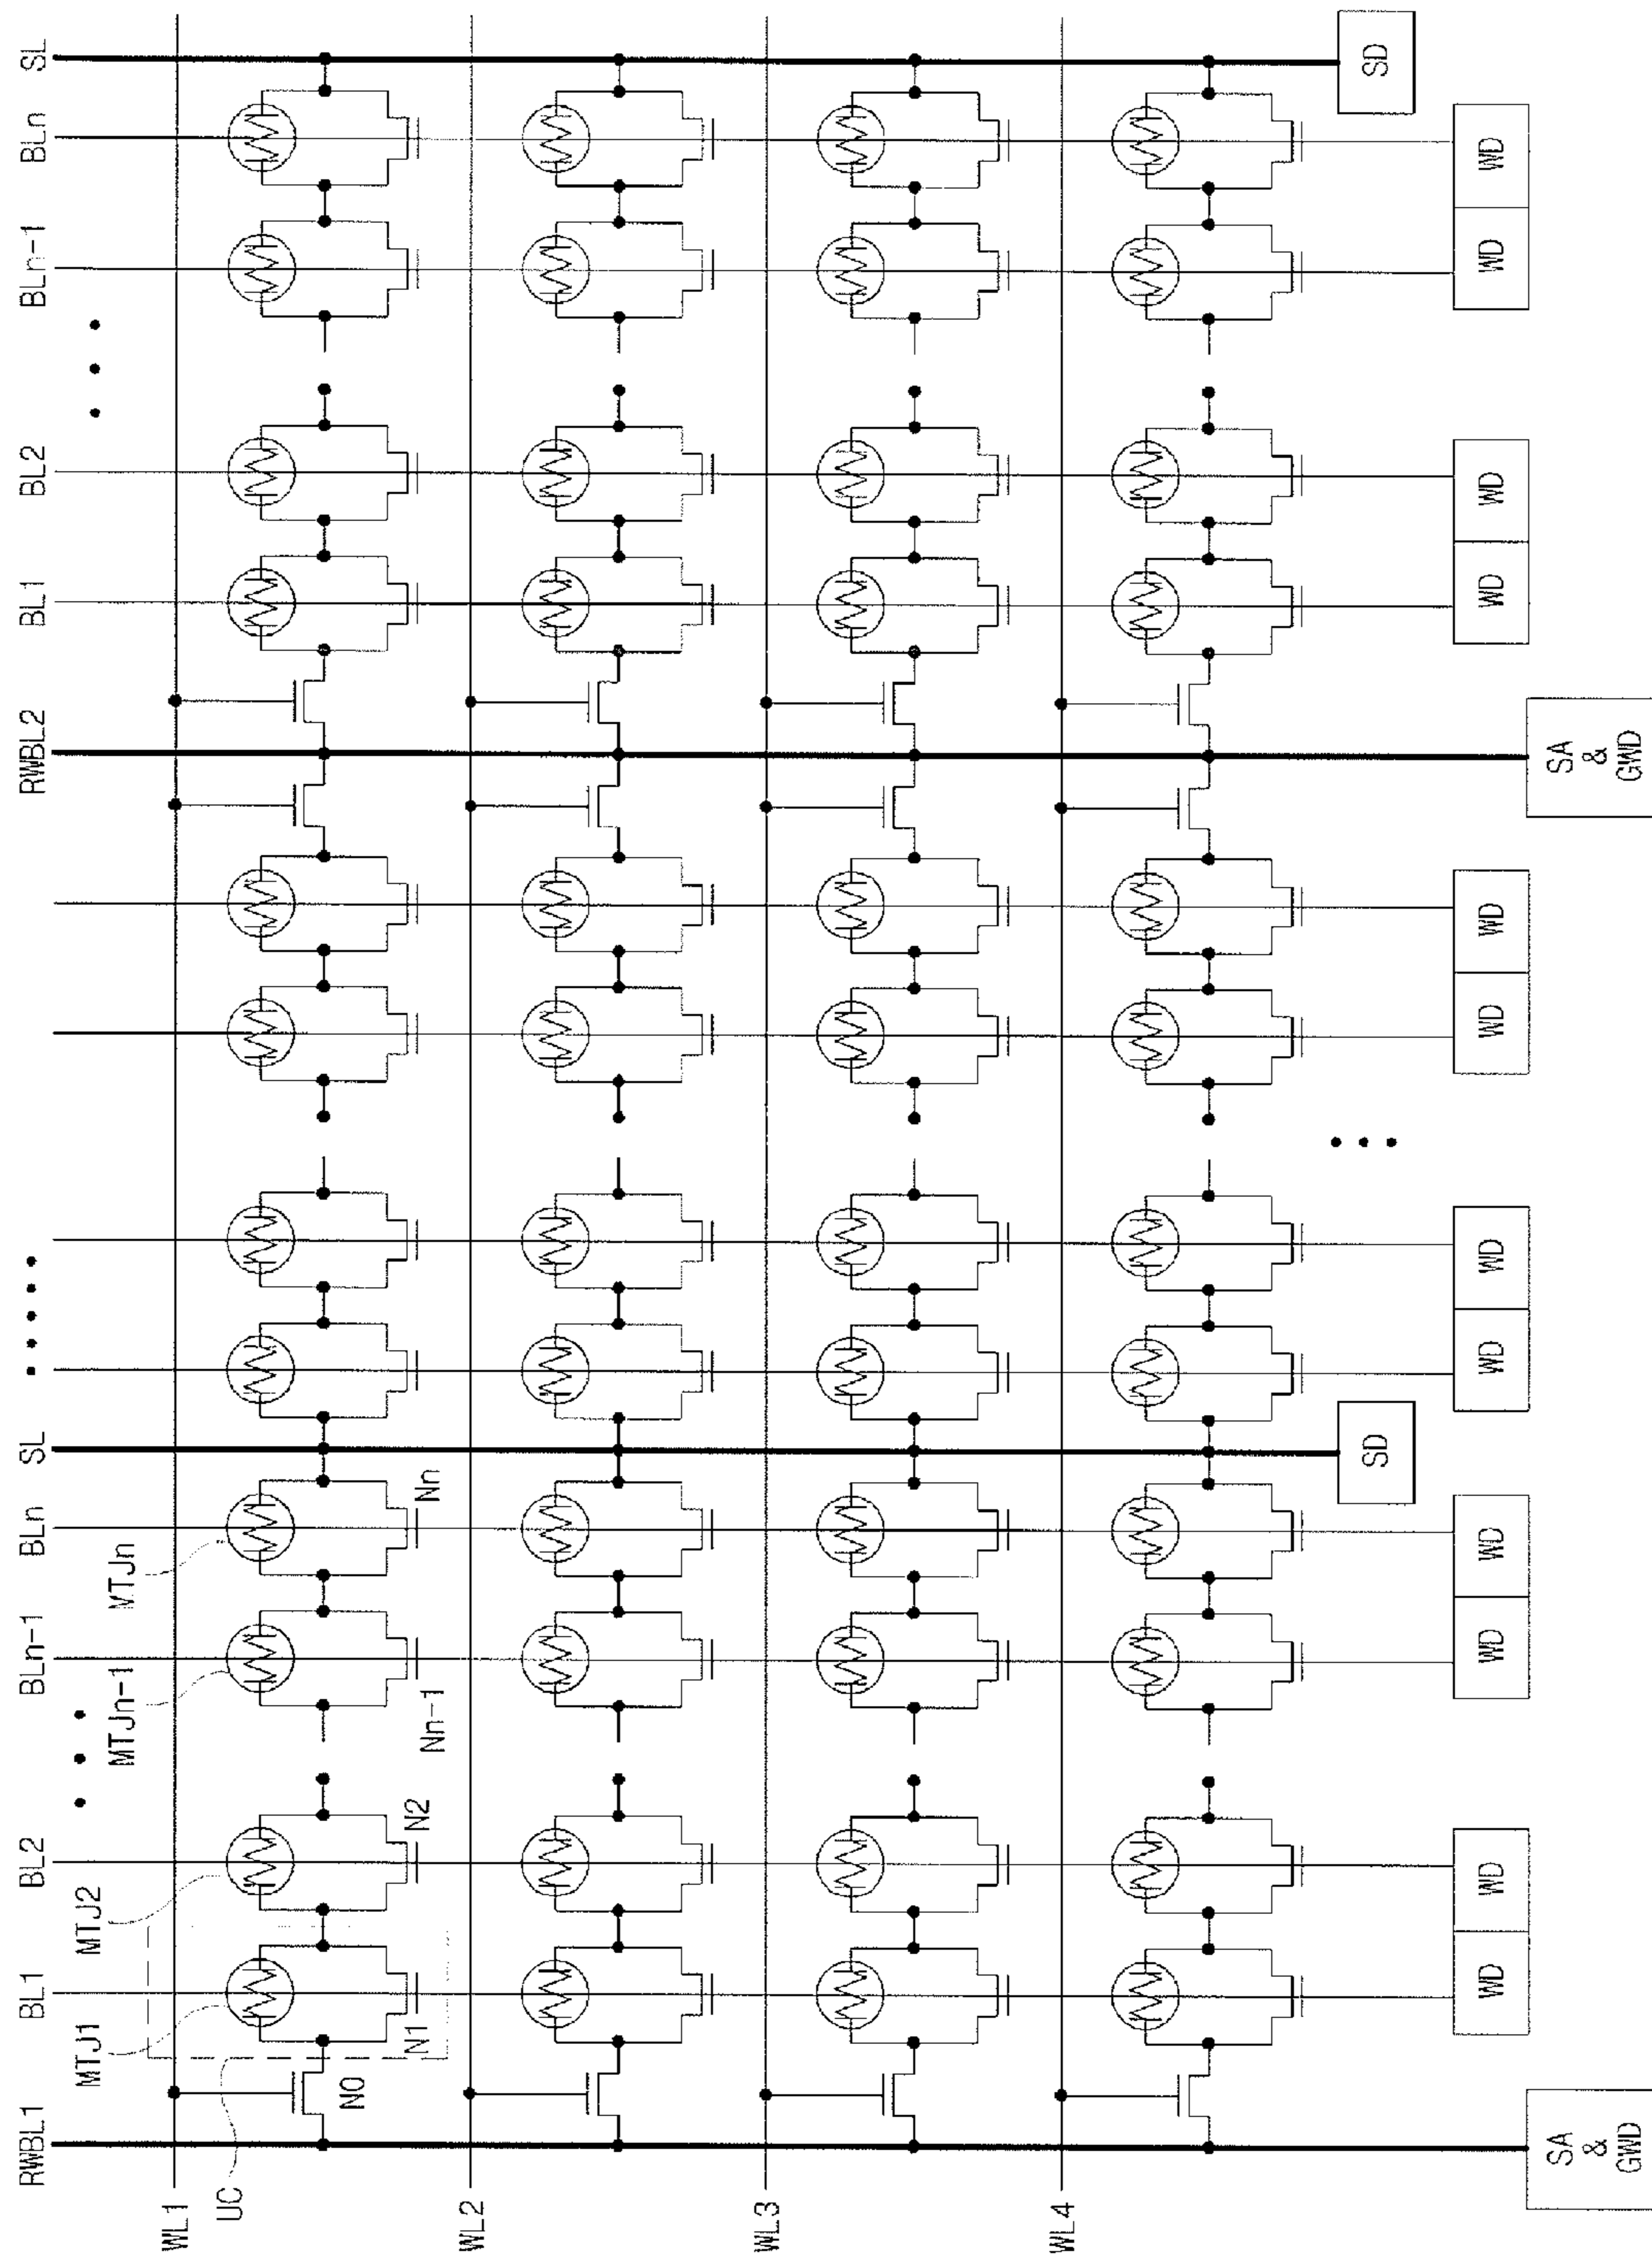 RWBL1
BL1
BL2
BLn-1
BLn
SL
RWBL2
BL1
BL2
BLn-1
BLn
SL
MTJ1
MTJ2
MTJn-1
MTJn
WL1
UC
N0
N1
N2
Nn-1
Nn
WL2
WL3
WL4
SD
SD
WD
WD
WD
WD
WD
WD
WD
WD
WD
WD
WD
WD
SA
&
GWD
SA
&
GWD